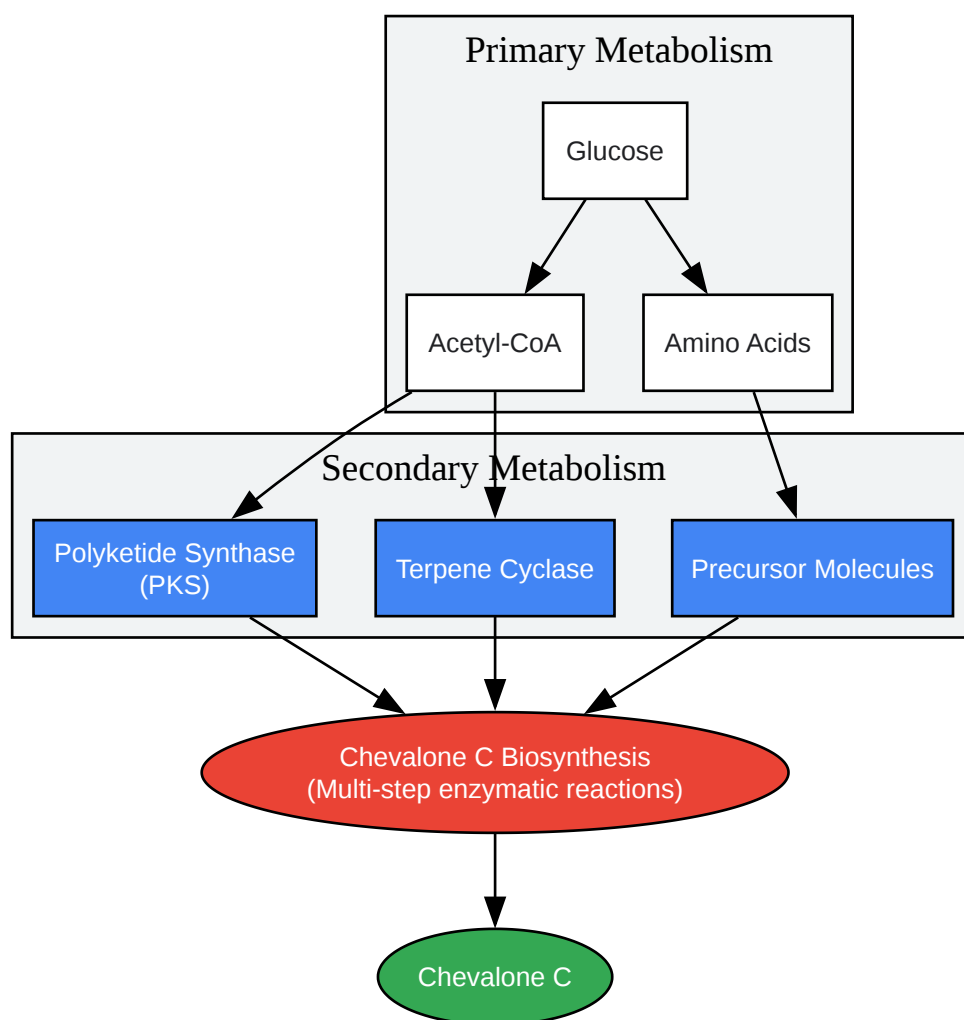 Primary Metabolism
Glucose
Acetyl-CoA
Amino Acids
Secondary Metabolism
Polyketide Synthase
(PKS)
Terpene Cyclase
Precursor Molecules
Chevalone C Biosynthesis
(Multi-step enzymatic reactions)
Chevalone C